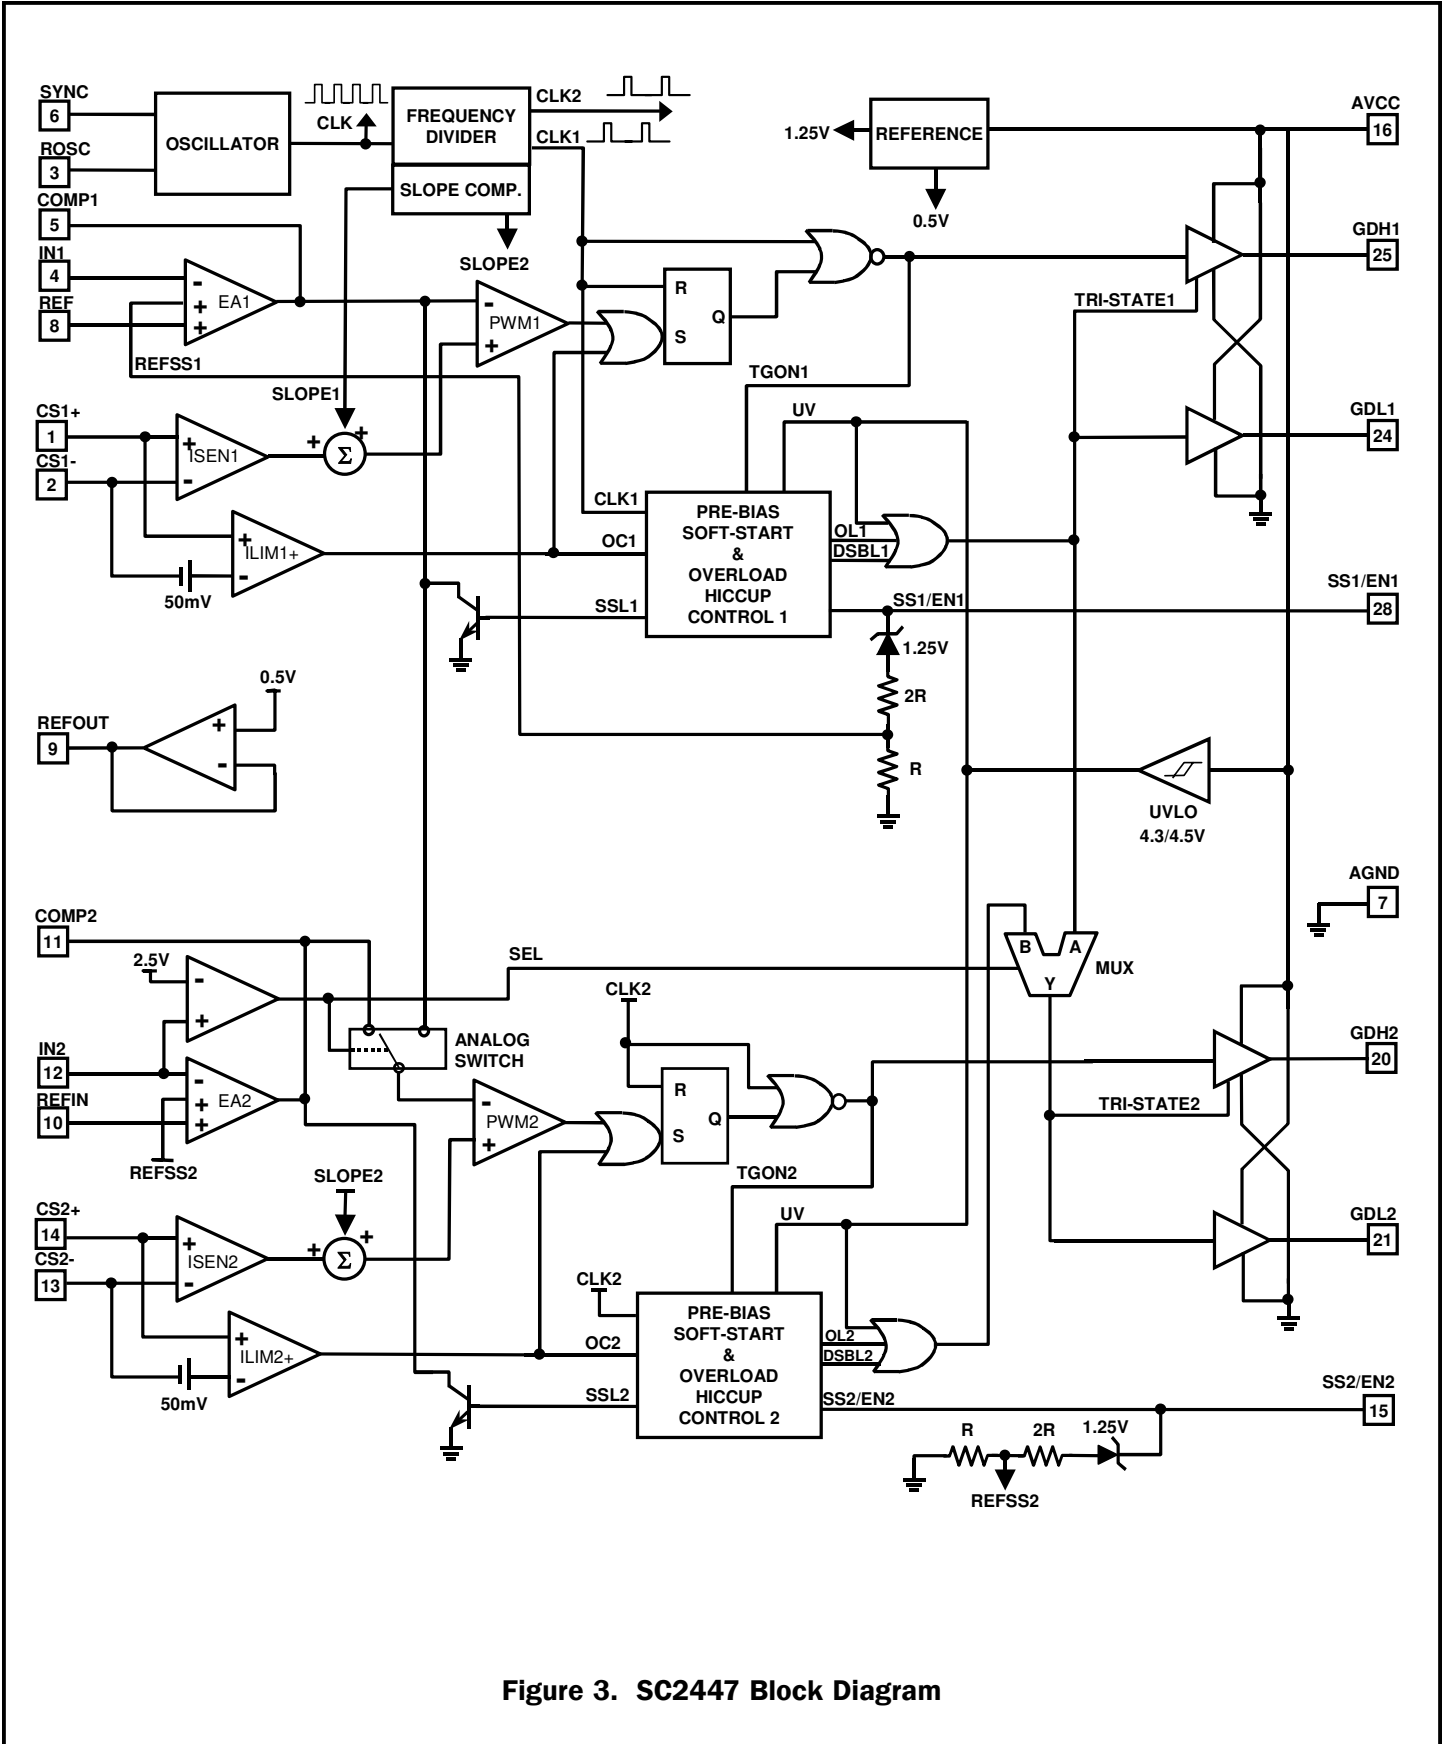 SYNC
6
ROSC
3
OSCILLATOR
CLK
FREQUENCY
DIVIDER
SLOPE COMP.
CLK2
CLK1
SLOPE2
1.25V
REFERENCE
0.5V
AVCC
16
COMP1
5
IN1
4
REF
8
-
+
+
EA1
REFSS1
-
+
PWM1
R
S
Q
TGON1
TRI-STATE1
GDH1
25
GDL1
24
SLOPE1
CS1+
1
CS1-
2
+
-
ISEN1
+
+
Σ
+
-
ILIM1+
50mV
CLK1
OC1
SSL1
UV
PRE-BIAS
SOFT-START
&
OVERLOAD
HICCUP
CONTROL 1
OL1
DSBL1
SS1/EN1
SS1/EN1
28
1.25V
2R
R
0.5V
REFOUT
9
+
-
UVLO
4.3/4.5V
AGND
7
COMP2
11
2.5V
-
+
SEL
B
A
Y
MUX
CLK2
ANALOG
SWITCH
IN2
12
REFIN
10
-
+
+
EA2
REFSS2
-
+
PWM2
R
S
Q
TGON2
TRI-STATE2
GDH2
20
GDL2
21
SLOPE2
CS2+
14
CS2-
13
+
-
ISEN2
+
+
Σ
+
-
ILIM2+
50mV
CLK2
OC2
SSL2
UV
PRE-BIAS
SOFT-START
&
OVERLOAD
HICCUP
CONTROL 2
OL2
DSBL2
SS2/EN2
SS2/EN2
15
R
2R
1.25V
REFSS2
Figure 3. SC2447 Block Diagram